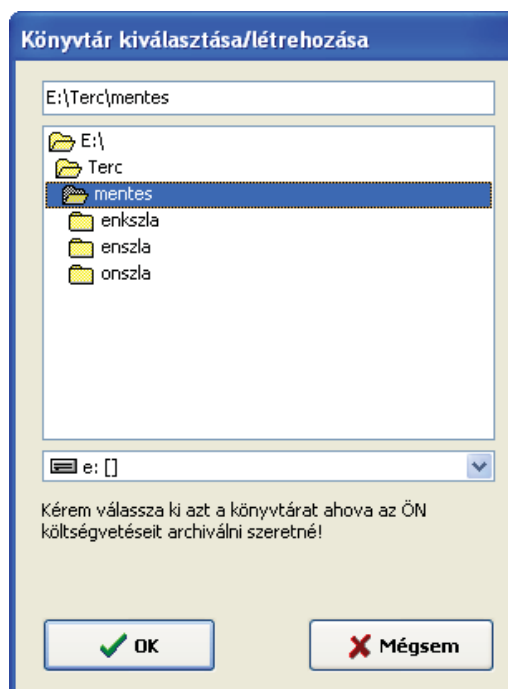 Könyvtár kiválasztása/létrehozása
E:\Terc\mentes
E:\
Terc
mentes
enkszla
enszla
onszla
e: []
Kérem válassza ki azt a könyvtárat ahova az ÖN
költségvetéseit archiválni szeretné!
OK
Mégsem